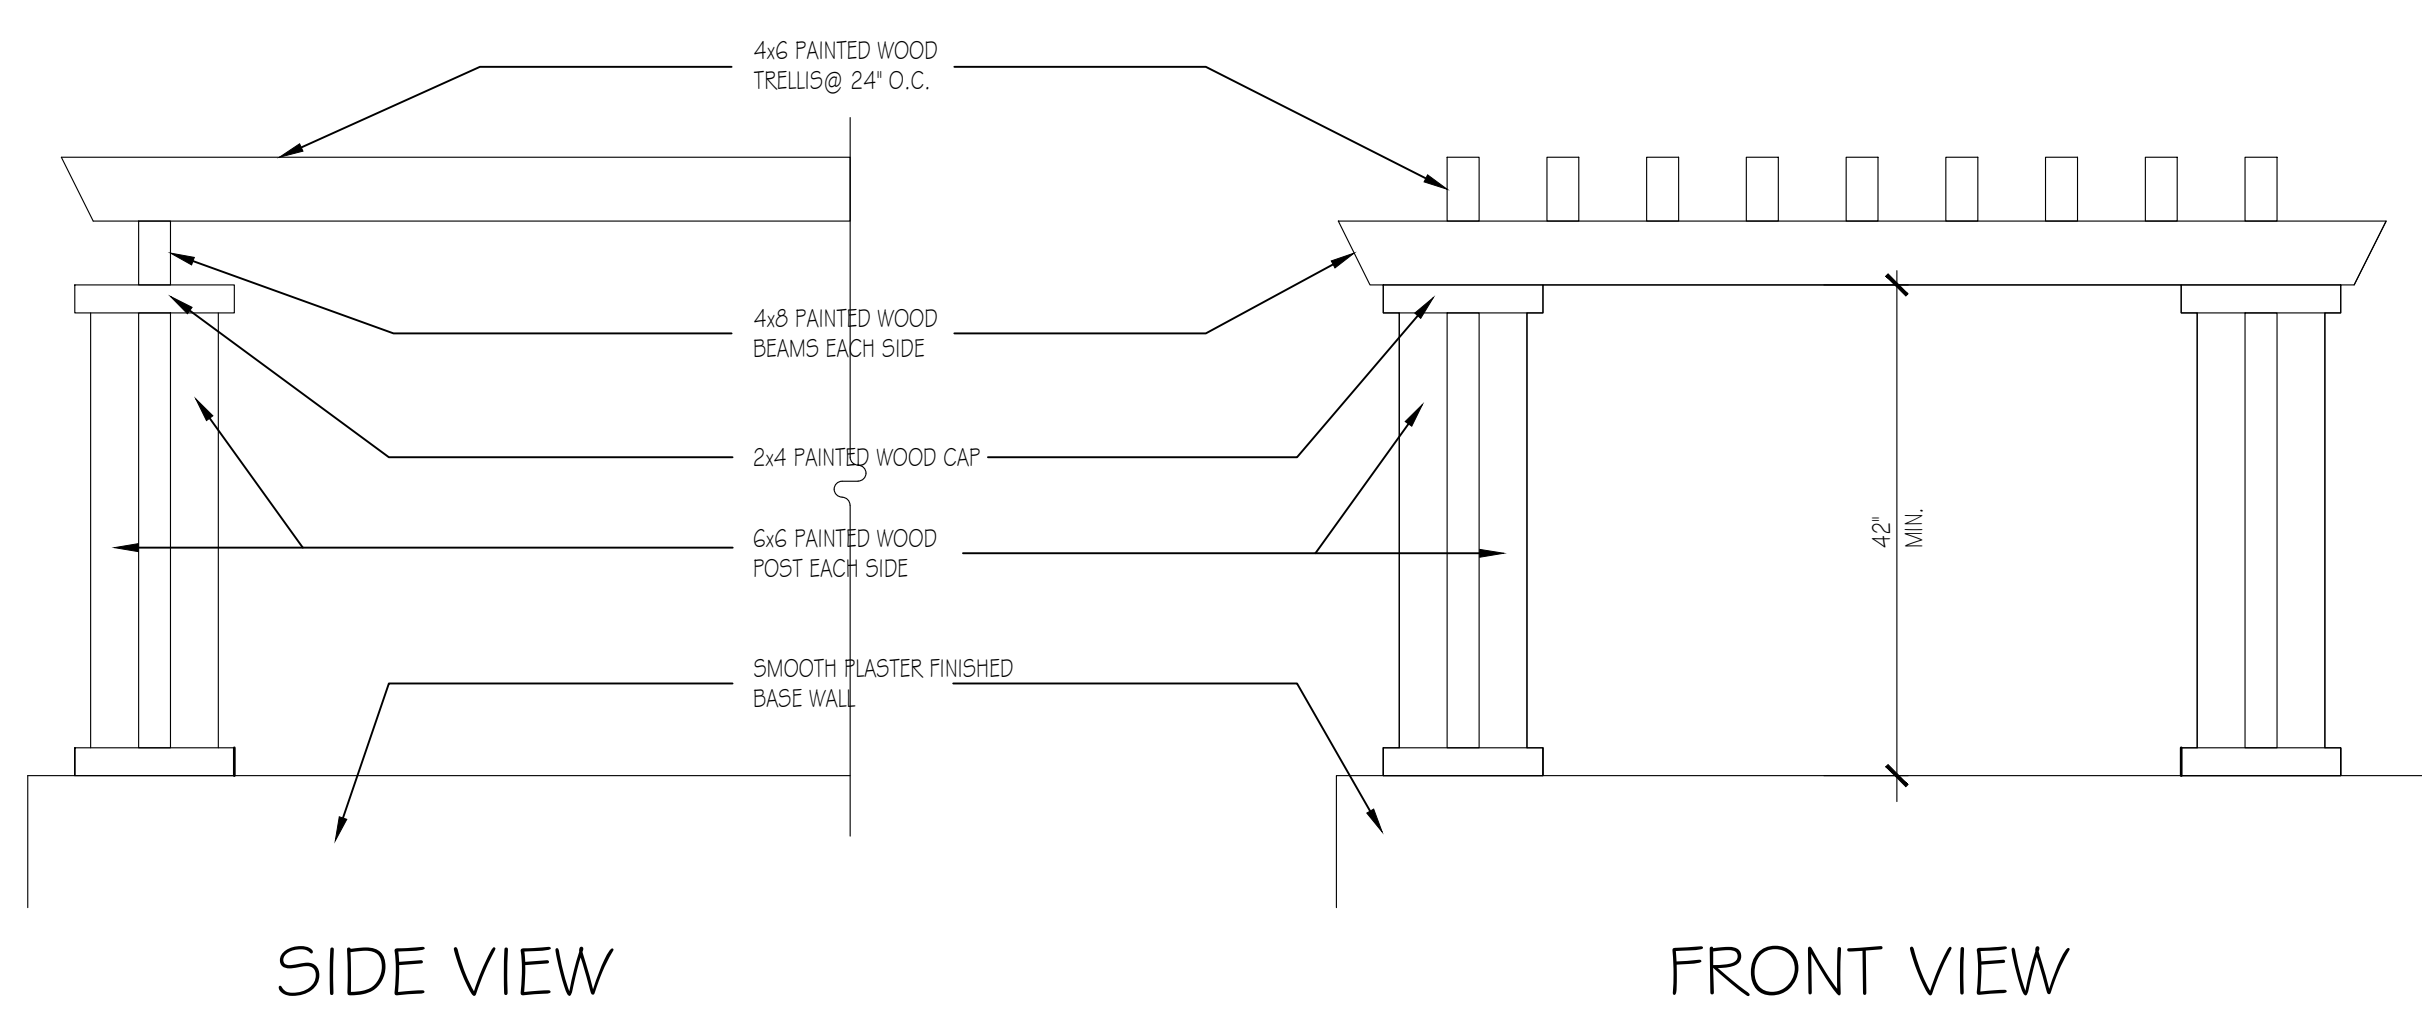 4x6 PAINTED WOOD
TRELLIS@ 24" O.C.
4x8 PAINTED WOOD
BEAMS EACH SIDE
2x4 PAINTED WOOD CAP
6x6 PAINTED WOOD
POST EACH SIDE
SMOOTH PLASTER FINISHED
BASE WALL
42"
MIN.
SIDE VIEW
FRONT VIEW